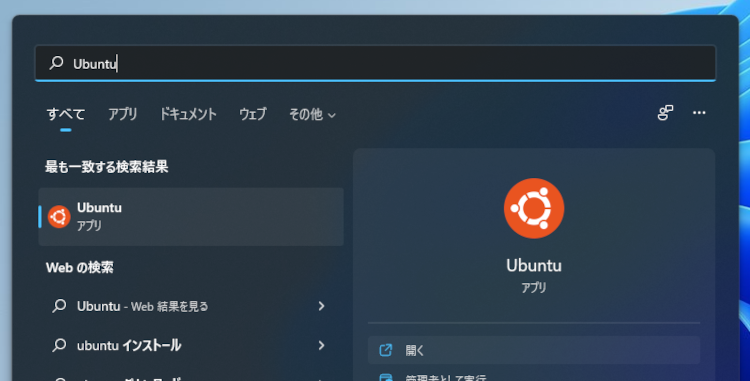 Ubuntu
すべて アプリ ドキュメント ウェブ その他
最も一致する検索結果
Ubuntu
アプリ
Web の検索
Ubuntu - Web 結果を見る
ubuntu インストール
Ubuntu
アプリ
開く
管理者として実行